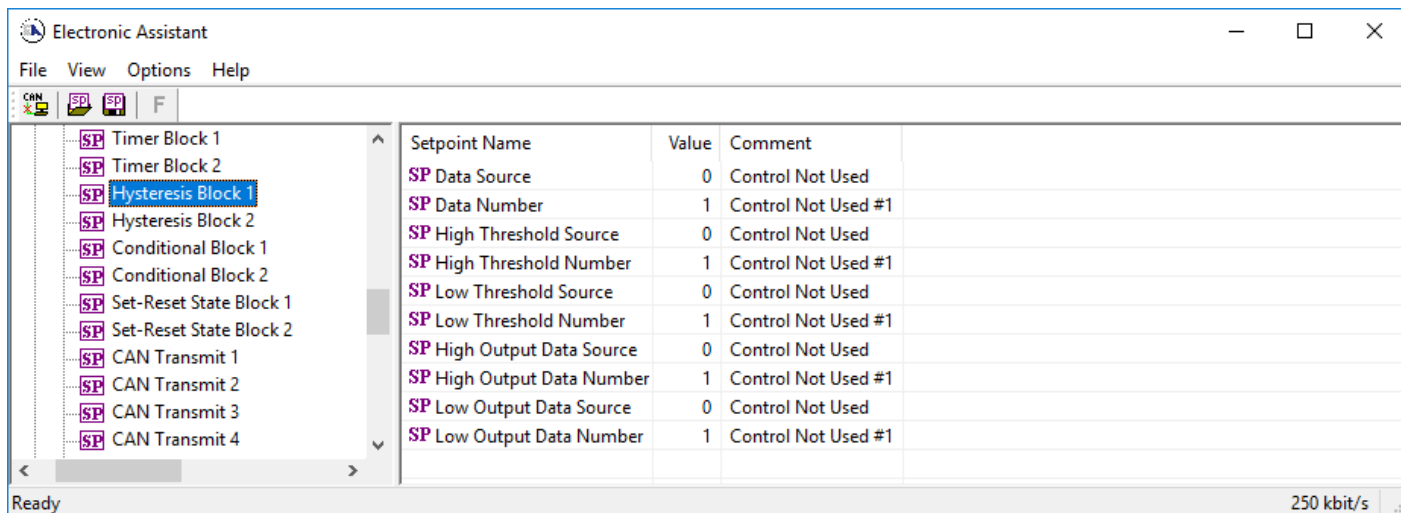 Electronic Assistant
File View Options Help
CAN SP SP F
SP Timer Block 1
SP Timer Block 2
SP Hysteresis Block 1
SP Hysteresis Block 2
SP Conditional Block 1
SP Conditional Block 2
SP Set-Reset State Block 1
SP Set-Reset State Block 2
SP CAN Transmit 1
SP CAN Transmit 2
SP CAN Transmit 3
SP CAN Transmit 4
Setpoint Name Value Comment
SP Data Source 0 Control Not Used
SP Data Number 1 Control Not Used #1
SP High Threshold Source 0 Control Not Used
SP High Threshold Number 1 Control Not Used #1
SP Low Threshold Source 0 Control Not Used
SP Low Threshold Number 1 Control Not Used #1
SP High Output Data Source 0 Control Not Used
SP High Output Data Number 1 Control Not Used #1
SP Low Output Data Source 0 Control Not Used
SP Low Output Data Number 1 Control Not Used #1
Ready 250 kbit/s